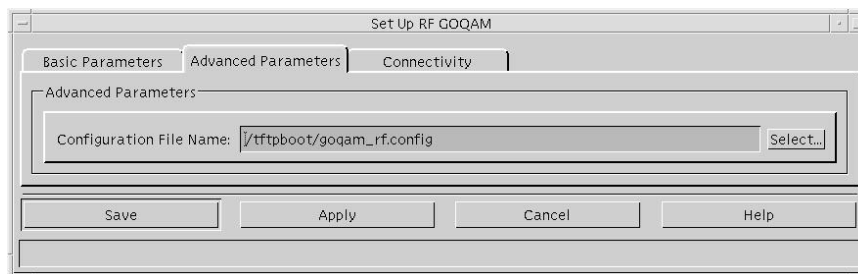 Set Up RF GOQAM
Basic Parameters Advanced Parameters Connectivity
Advanced Parameters
Configuration File Name: /tftpboot/goqam_rf.config Select...
Save Apply Cancel Help